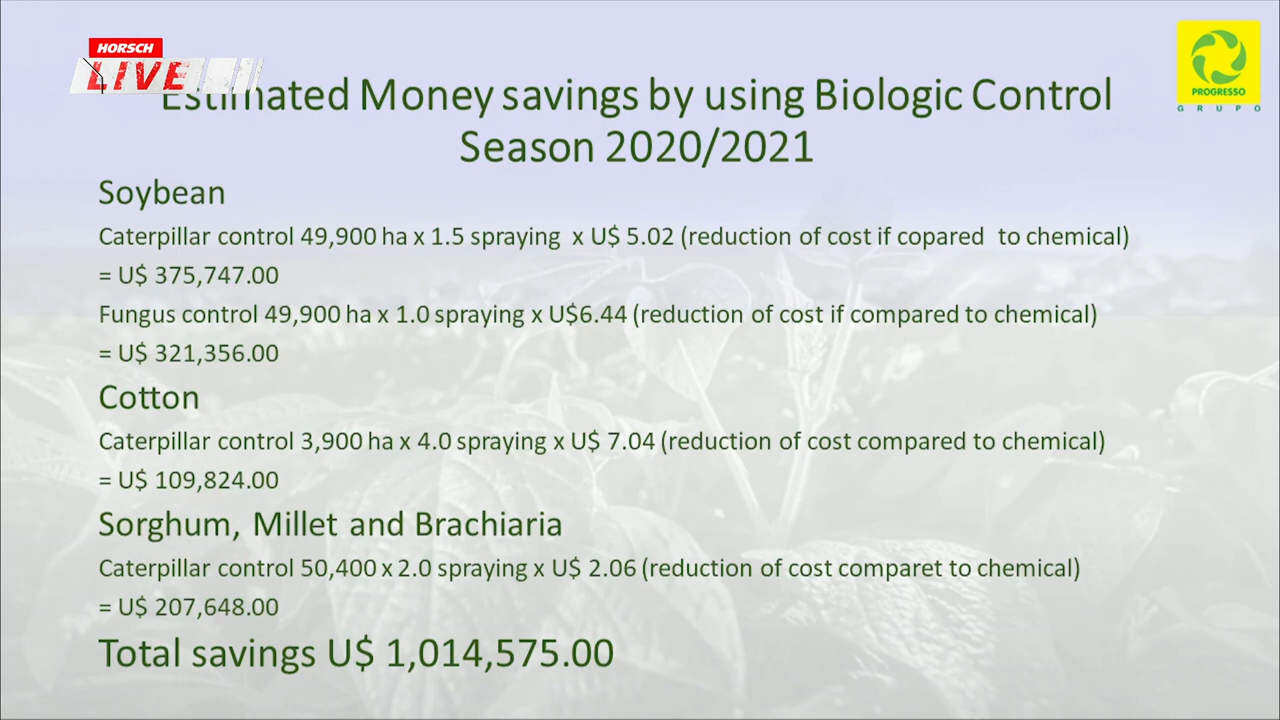 HORSCH
LIVE
PROGRESSO
GRUPO
Estimated Money savings by using Biologic Control
Season 2020/2021
Soybean
Caterpillar control 49,900 ha x 1.5 spraying x U$ 5.02 (reduction of cost if copared to chemical)
= U$ 375,747.00
Fungus control 49,900 ha x 1.0 spraying x U$6.44 (reduction of cost if compared to chemical)
= U$ 321,356.00
Cotton
Caterpillar control 3,900 ha x 4.0 spraying x U$ 7.04 (reduction of cost compared to chemical)
= U$ 109,824.00
Sorghum, Millet and Brachiaria
Caterpillar control 50,400 x 2.0 spraying x U$ 2.06 (reduction of cost comparet to chemical)
= U$ 207,648.00
Total savings U$ 1,014,575.00